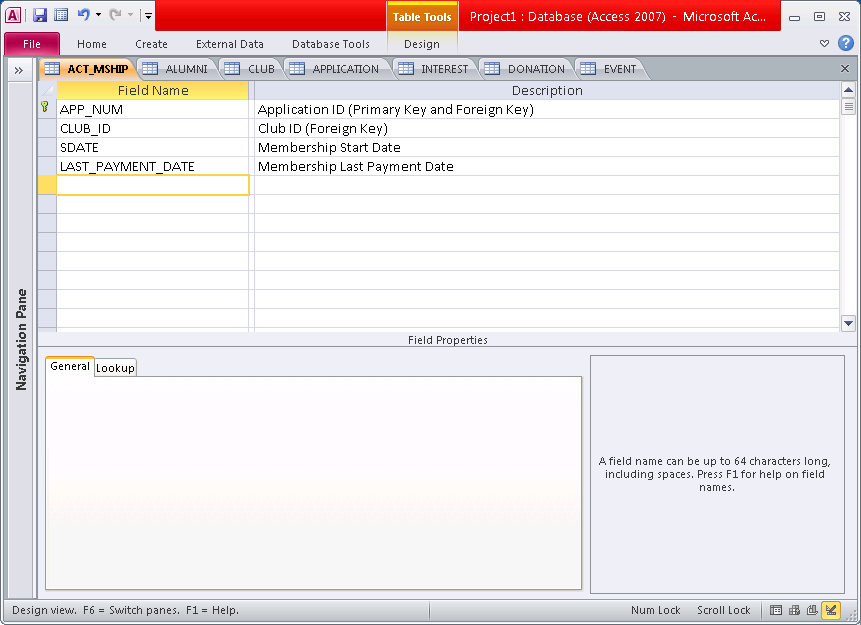 Table Tools
Project1 : Database (Access 2007) - Microsoft Ac...
File Home Create External Data Database Tools Design
ACT_MSHIP ALUMNI CLUB APPLICATION INTEREST DONATION EVENT
Field Name Description
APP_NUM Application ID (Primary Key and Foreign Key)
CLUB_ID Club ID (Foreign Key)
SDATE Membership Start Date
LAST_PAYMENT_DATE Membership Last Payment Date
Navigation Pane
Field Properties
General Lookup
A field name can be up to 64 characters long,
including spaces. Press F1 for help on field
names.
Design view. F6 = Switch panes. F1 = Help. Num Lock Scroll Lock